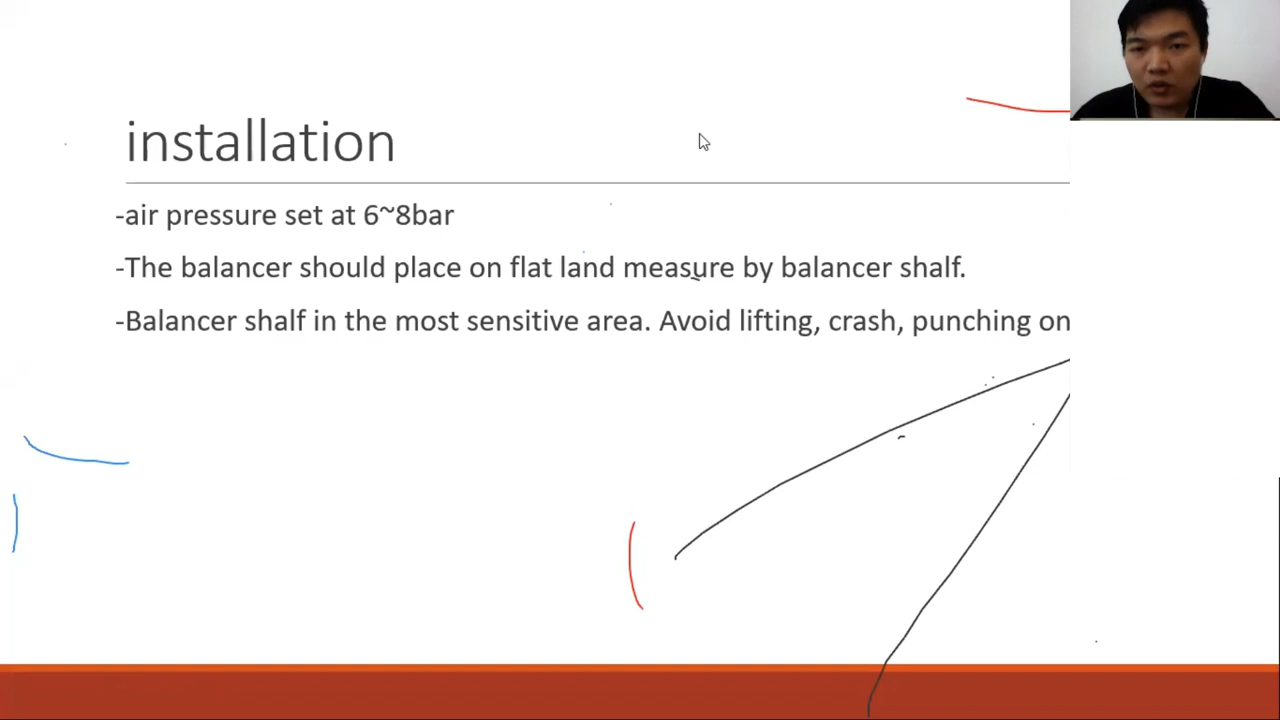 installation
-air pressure set at 6~8bar
-The balancer should place on flat land measure by balancer shalf.
-Balancer shalf in the most sensitive area. Avoid lifting, crash, punching on